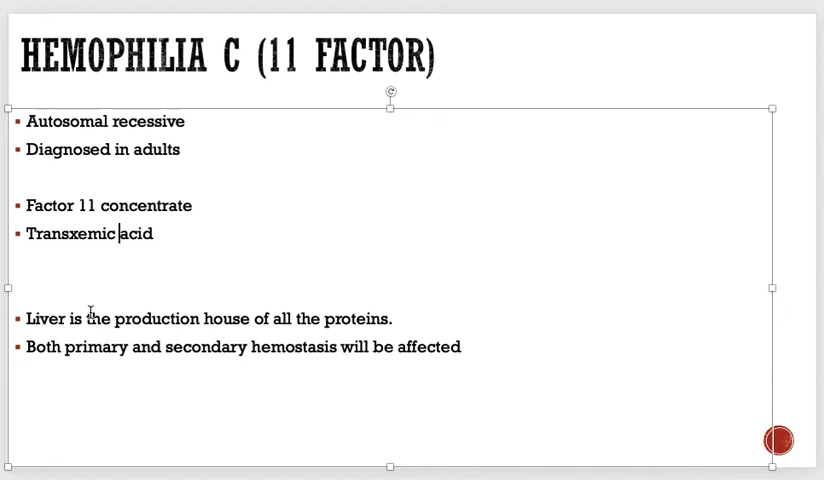 HEMOPHILIA C (11 FACTOR)
Autosomal recessive
Diagnosed in adults
Factor 11 concentrate
Transxemic acid
Liver is the production house of all the proteins.
Both primary and secondary hemostasis will be affected